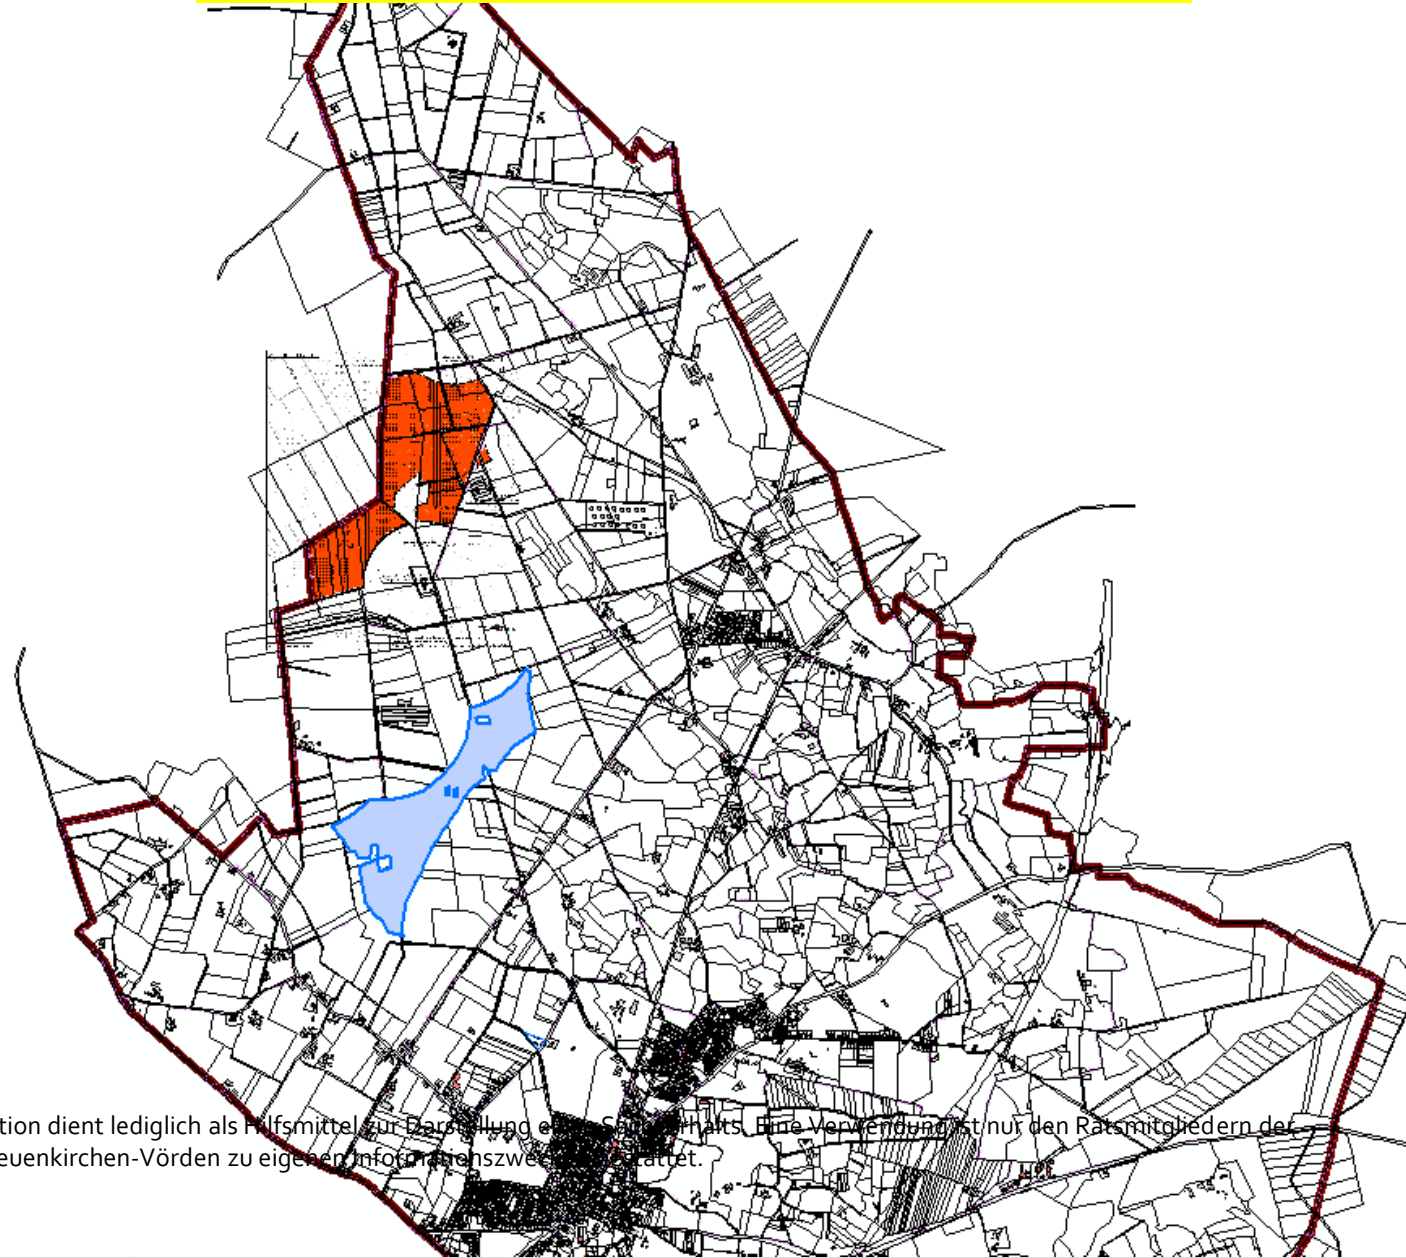 tion dient lediglich als Hilfsmittel zur Darstellung eines Sachverhalts. Eine Verwendung ist nur den Ratsmitgliedern der
euenkirchen-Vörden zu eigenen Informationszwecken gestattet.